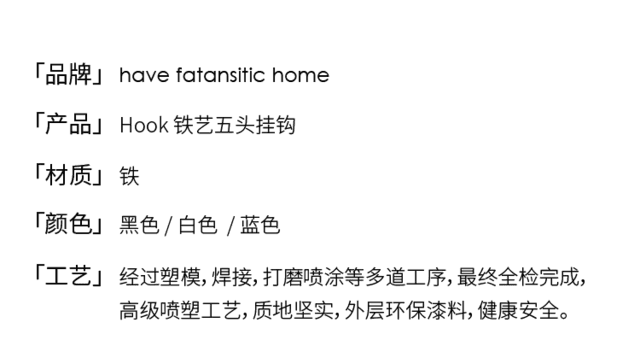 「品牌」 have fatansitic home
「产品」 Hook 铁艺五头挂钩
「材质」 铁
「颜色」 黑色 / 白色 / 蓝色
「工艺」 经过塑模,焊接,打磨喷涂等多道工序,最终全检完成,
高级喷塑工艺,质地坚实,外层环保漆料,健康安全。